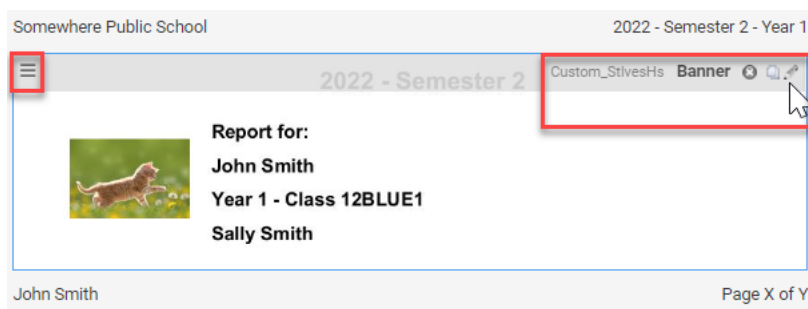 Somewhere Public School 2022 - Semester 2 - Year 1
2022 - Semester 2 Custom_StIvesHs Banner
Report for:
John Smith
Year 1 - Class 12BLUE1
Sally Smith
John Smith Page X of Y